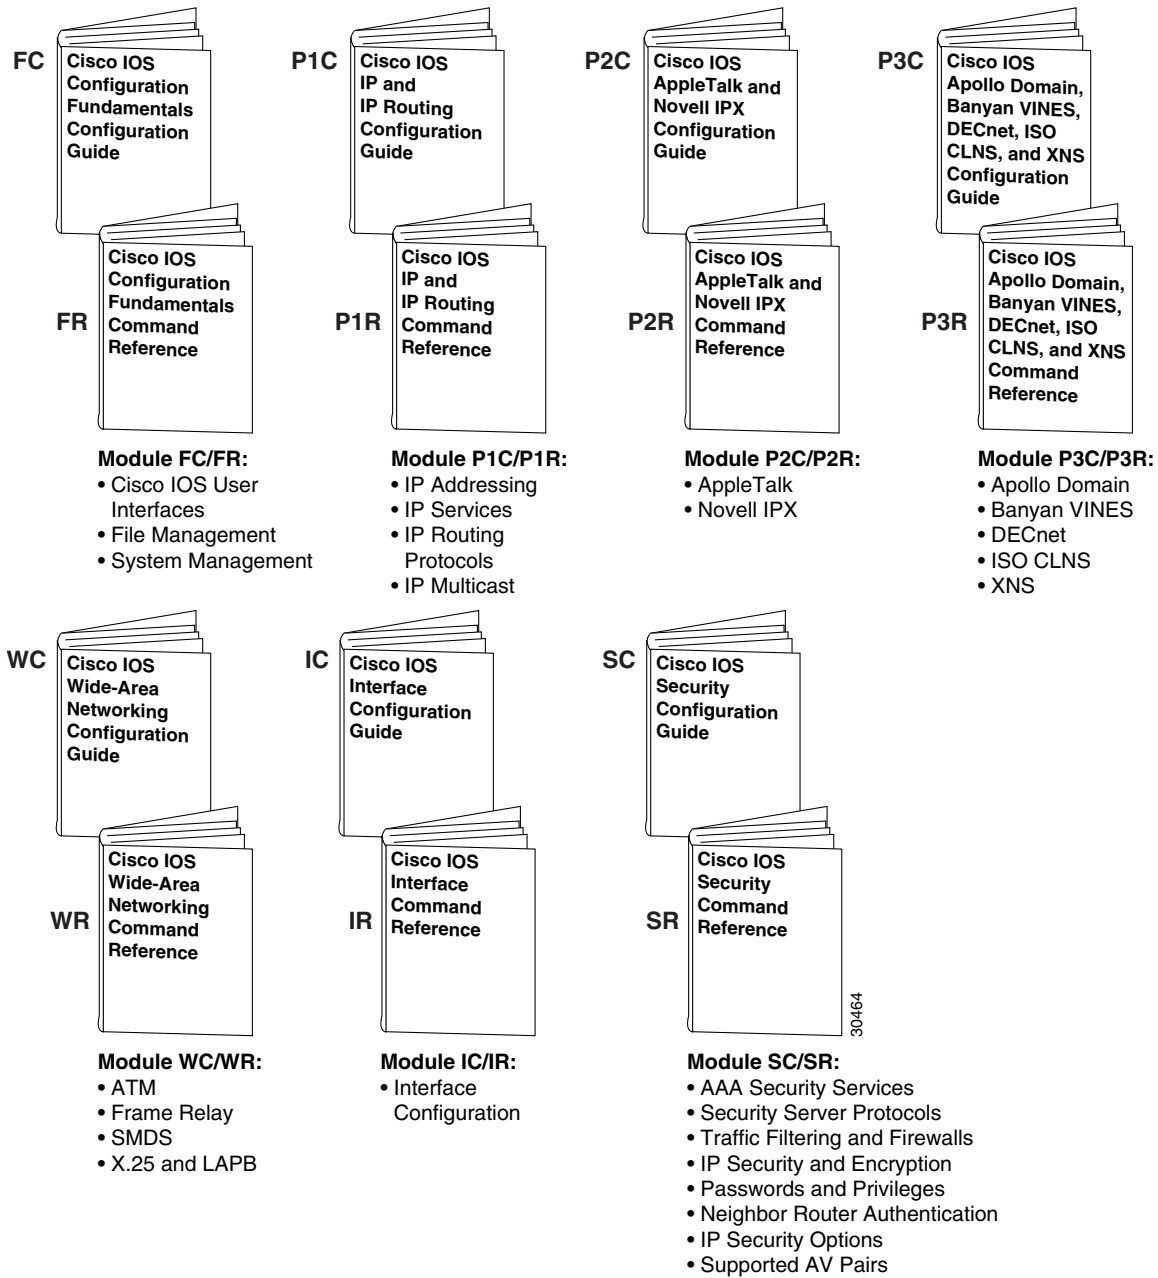 FC
Cisco IOS
Configuration
Fundamentals
Configuration
Guide
FR
Cisco IOS
Configuration
Fundamentals
Command
Reference
Module FC/FR:
• Cisco IOS User
Interfaces
• File Management
• System Management
P1C
Cisco IOS
IP and
IP Routing
Configuration
Guide
P1R
Cisco IOS
IP and
IP Routing
Command
Reference
Module P1C/P1R:
• IP Addressing
• IP Services
• IP Routing
Protocols
• IP Multicast
P2C
Cisco IOS
AppleTalk and
Novell IPX
Configuration
Guide
P2R
Cisco IOS
AppleTalk and
Novell IPX
Command
Reference
Module P2C/P2R:
• AppleTalk
• Novell IPX
P3C
Cisco IOS
Apollo Domain,
Banyan VINES,
DECnet, ISO
CLNS, and XNS
Configuration
Guide
P3R
Cisco IOS
Apollo Domain,
Banyan VINES,
DECnet, ISO
CLNS, and XNS
Command
Reference
Module P3C/P3R:
• Apollo Domain
• Banyan VINES
• DECnet
• ISO CLNS
• XNS
WC
Cisco IOS
Wide-Area
Networking
Configuration
Guide
WR
Cisco IOS
Wide-Area
Networking
Command
Reference
Module WC/WR:
• ATM
• Frame Relay
• SMDS
• X.25 and LAPB
IC
Cisco IOS
Interface
Configuration
Guide
IR
Cisco IOS
Interface
Command
Reference
Module IC/IR:
• Interface
Configuration
SC
Cisco IOS
Security
Configuration
Guide
SR
Cisco IOS
Security
Command
Reference
30464
Module SC/SR:
• AAA Security Services
• Security Server Protocols
• Traffic Filtering and Firewalls
• IP Security and Encryption
• Passwords and Privileges
• Neighbor Router Authentication
• IP Security Options
• Supported AV Pairs